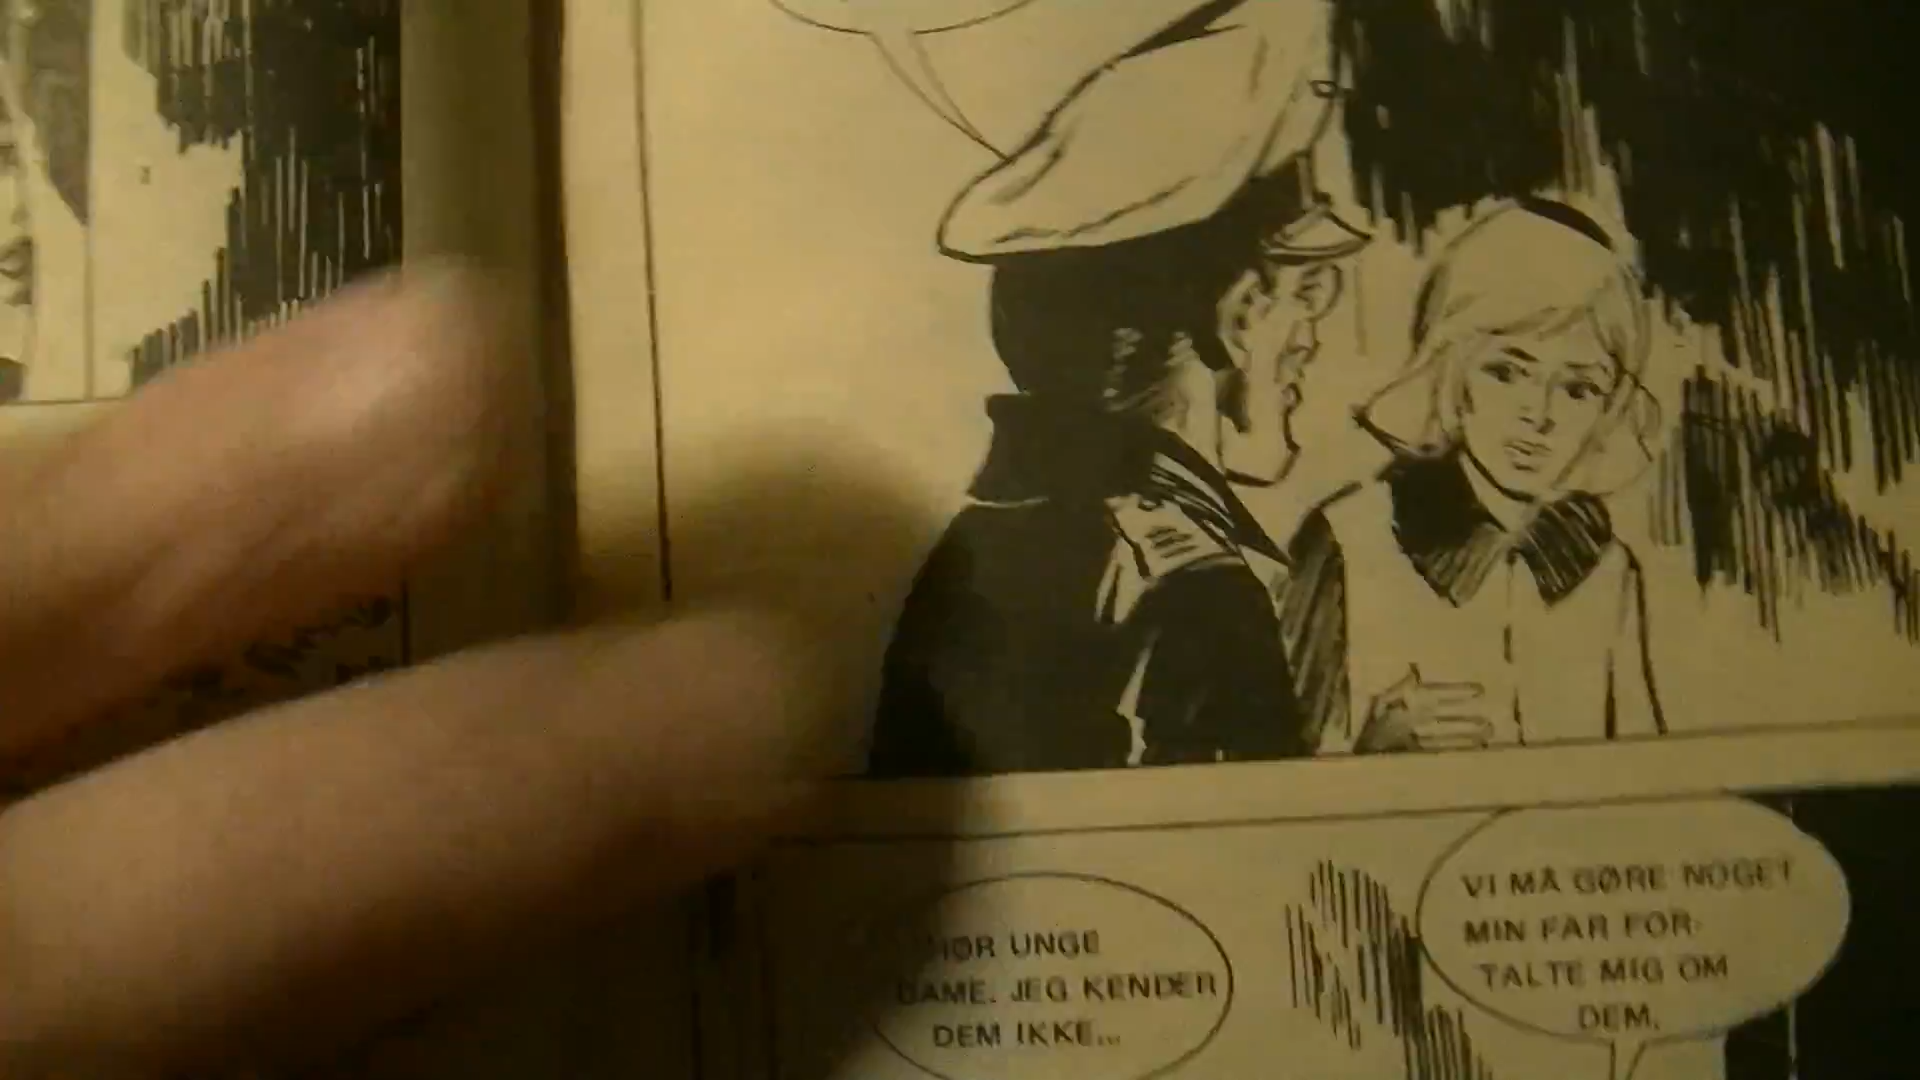 HØR UNGE
DAME. JEG KENDER
DEM IKKE...
VI MÅ GØRE NOGET
MIN FAR FOR-
TALTE MIG OM
DEM.